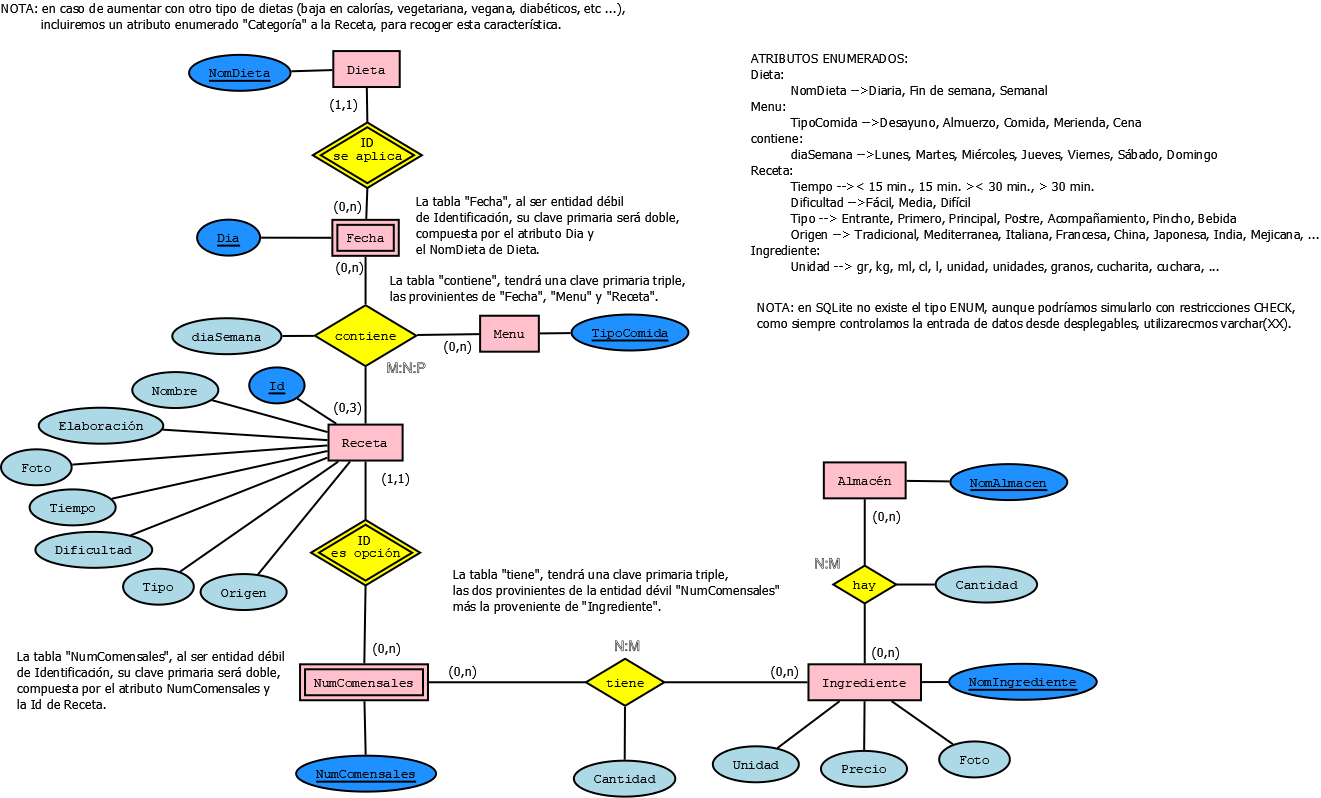 NOTA: en caso de aumentar con otro tipo de dietas (baja en calorías, vegetariana, vegana, diabéticos, etc ...),
incluiremos un atributo enumerado "Categoría" a la Receta, para recoger esta característica.
NomDieta
Dieta
(1,1)
ID
se aplica
(0,n)
Dia
Fecha
(0,n)
La tabla "Fecha", al ser entidad débil
de Identificación, su clave primaria será doble,
compuesta por el atributo Dia y
el NomDieta de Dieta.
La tabla "contiene", tendrá una clave primaria triple,
las provinientes de "Fecha", "Menu" y "Receta".
diaSemana
contiene
(0,n)
Menu
TipoComida
M:N:P
(0,3)
ATRIBUTOS ENUMERADOS:
Dieta:
NomDieta -->Diaria, Fin de semana, Semanal
Menu:
TipoComida -->Desayuno, Almuerzo, Comida, Merienda, Cena
contiene:
diaSemana -->Lunes, Martes, Miércoles, Jueves, Viernes, Sábado, Domingo
Receta:
Tiempo --> < 15 min., 15 min. >< 30 min., > 30 min.
Dificultad -->Fácil, Media, Difícil
Tipo --> Entrante, Primero, Principal, Postre, Acompañamiento, Pincho, Bebida
Origen --> Tradicional, Mediterranea, Italiana, Francesa, China, Japonesa, India, Mejicana, ...
Ingrediente:
Unidad --> gr, kg, ml, cl, l, unidad, unidades, granos, cucharita, cuchara, ...
NOTA: en SQLite no existe el tipo ENUM, aunque podríamos simularlo con restricciones CHECK,
como siempre controlamos la entrada de datos desde desplegables, utilizarecmos varchar(XX).
Id
Nombre
Elaboración
Foto
Tiempo
Dificultad
Tipo
Origen
Receta
(1,1)
ID
es opción
(0,n)
La tabla "NumComensales", al ser entidad débil
de Identificación, su clave primaria será doble,
compuesta por el atributo NumComensales y
la Id de Receta.
NumComensales
NumComensales
(0,n)
La tabla "tiene", tendrá una clave primaria triple,
las dos provinientes de la entidad dévil "NumComensales"
más la proveniente de "Ingrediente".
N:M
tiene
Cantidad
(0,n)
Almacén
NomAlmacen
(0,n)
N:M
hay
Cantidad
(0,n)
Ingrediente
NomIngrediente
Unidad
Precio
Foto